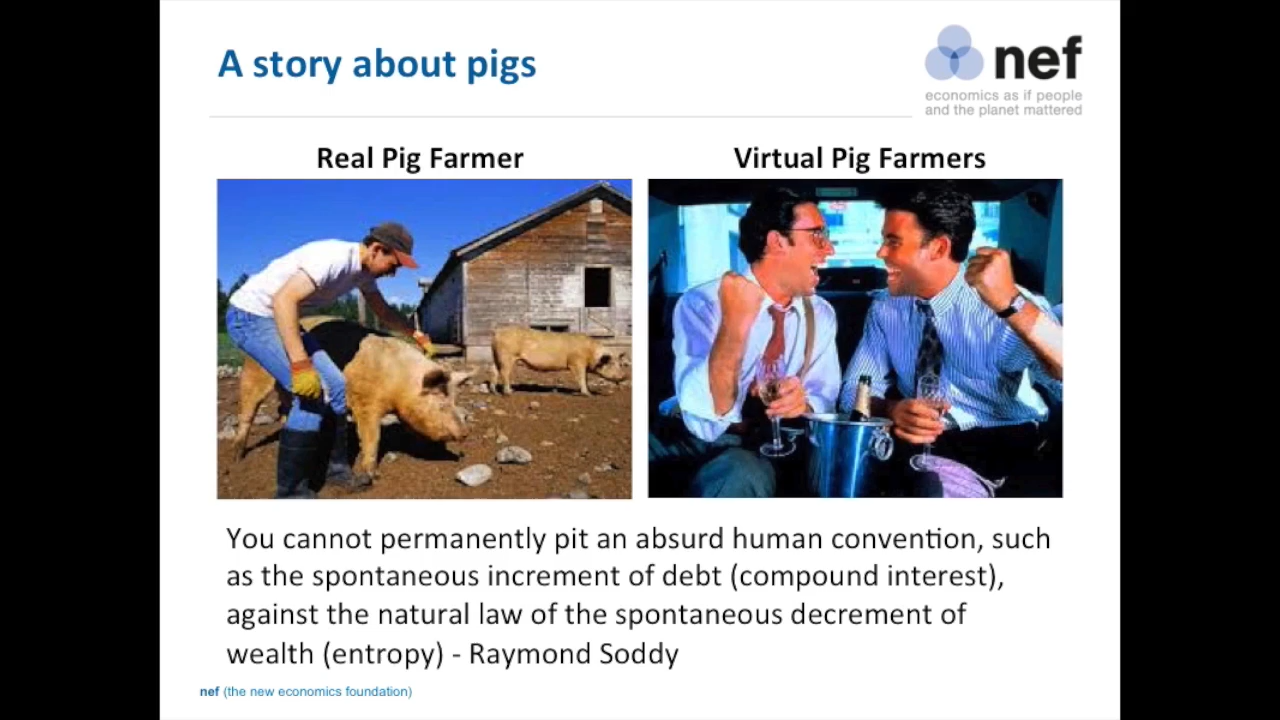 A story about pigs
nef
economics as if people
and the planet mattered
Real Pig Farmer
Virtual Pig Farmers
You cannot permanently pit an absurd human convention, such
as the spontaneous increment of debt (compound interest),
against the natural law of the spontaneous decrement of
wealth (entropy) - Raymond Soddy
nef (the new economics foundation)